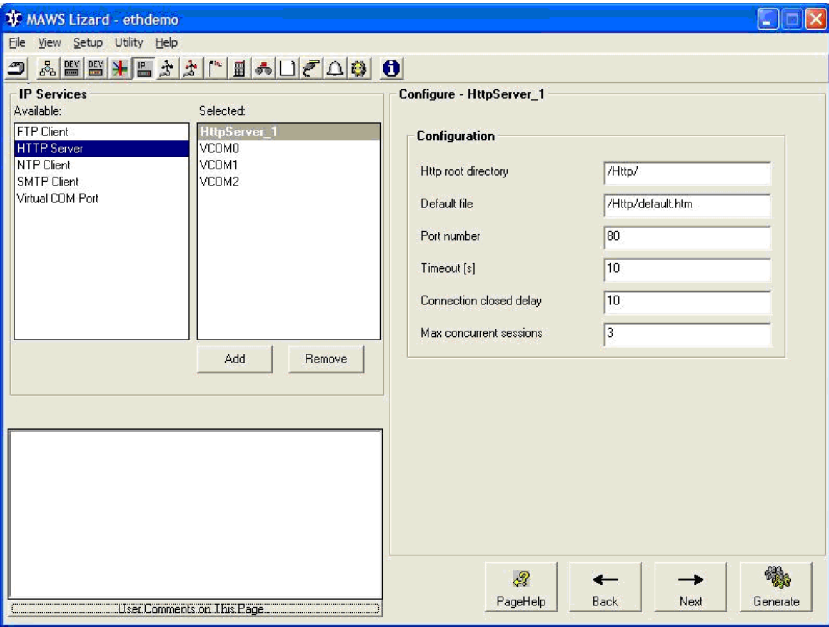 MAWS Lizard - ethdemo
File View Setup Utility Help
DEV DEV IP
IP Services
Available:
Selected:
FTP Client
HTTP Server
NTP Client
SMTP Client
Virtual COM Port
HttpServer_1
VCOM0
VCOM1
VCOM2
Add Remove
Configure - HttpServer_1
Configuration
Http root directory /Http/
Default file /Http/default.htm
Port number 80
Timeout [s] 10
Connection closed delay 10
Max concurrent sessions 3
User Comments on This Page
PageHelp Back Next Generate